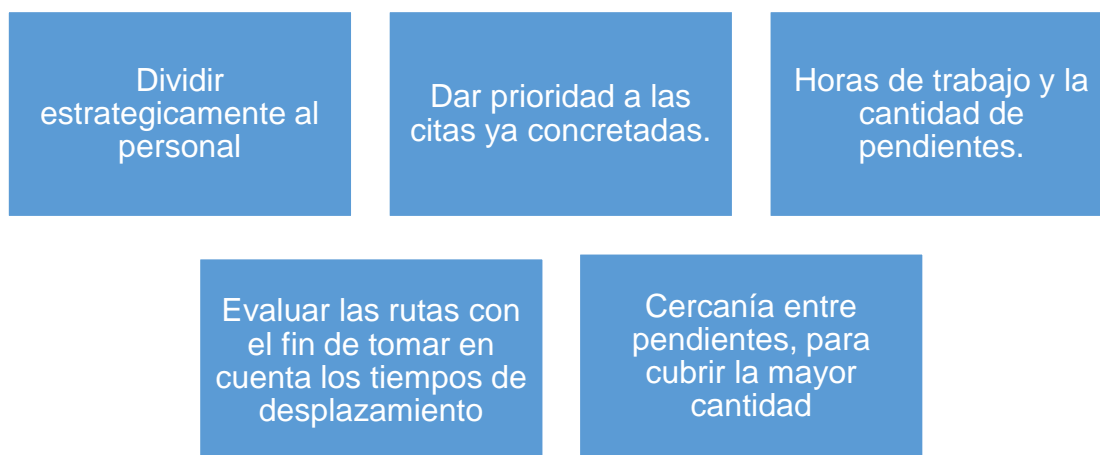 Dividir
estrategicamente al
personal
Dar prioridad a las
citas ya concretadas.
Horas de trabajo y la
cantidad de
pendientes.
Evaluar las rutas con
el fin de tomar en
cuenta los tiempos de
desplazamiento
Cercanía entre
pendientes, para
cubrir la mayor
cantidad